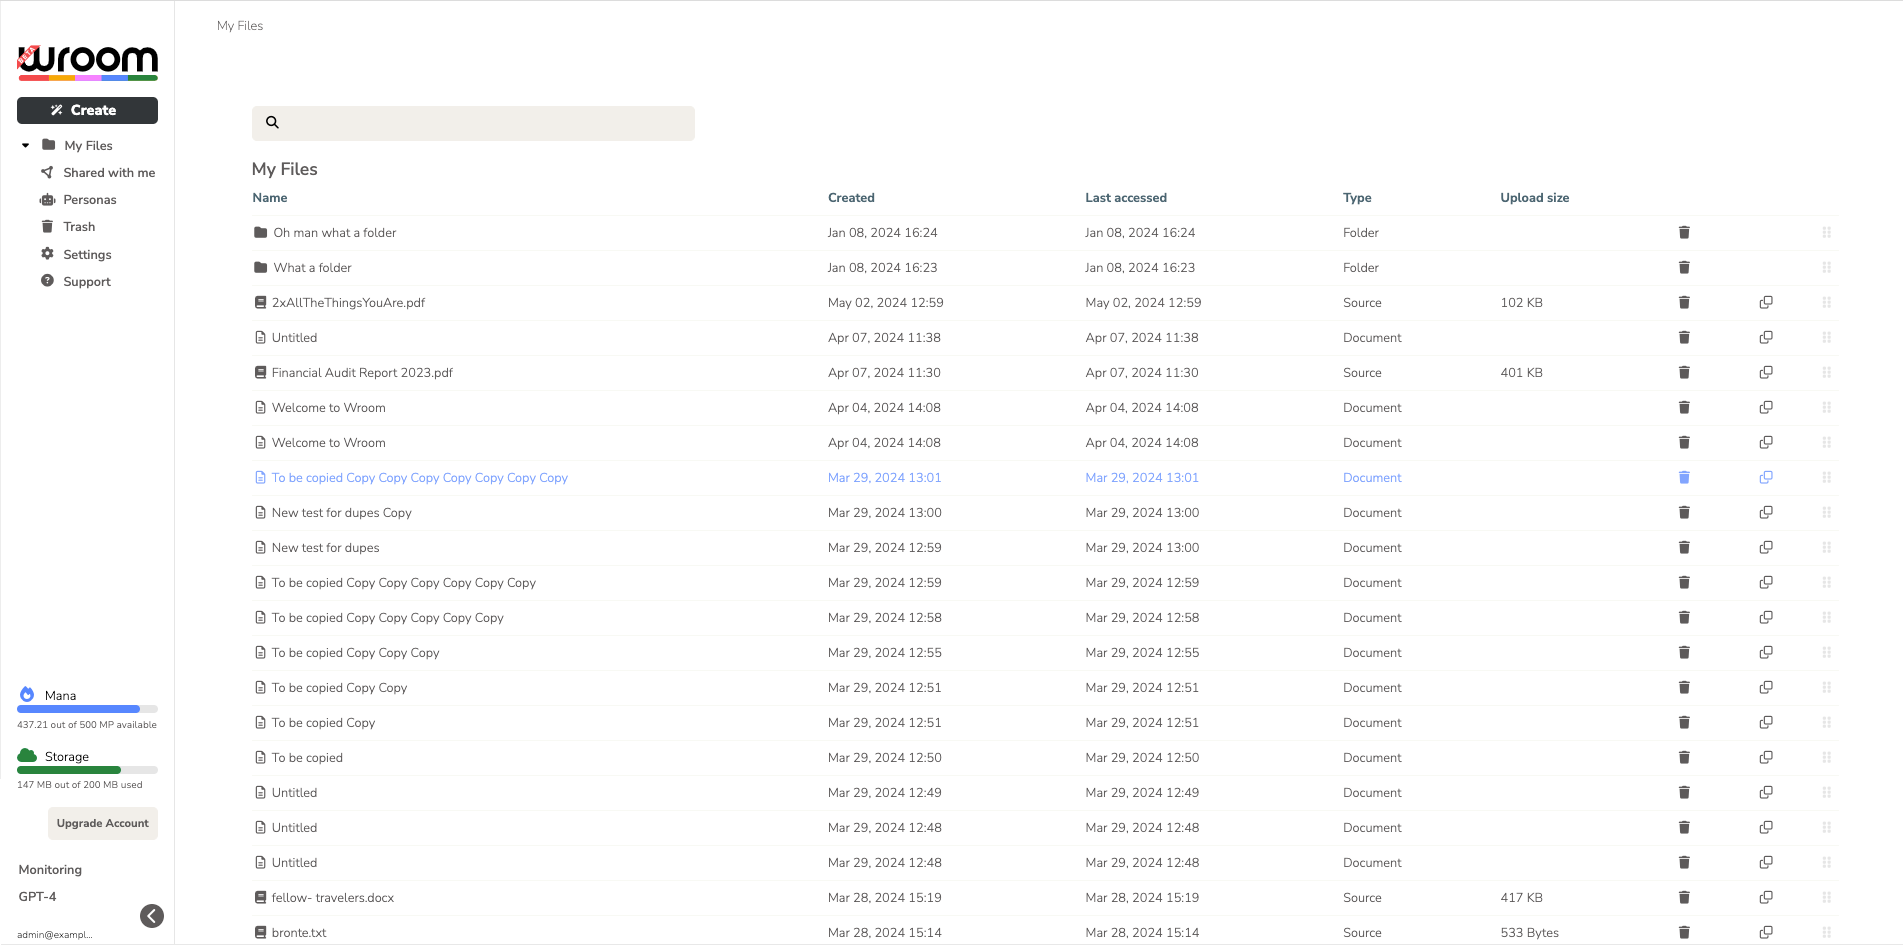 My Files
BETA
wroom
Create
My Files
Shared with me
Personas
Trash
Settings
Support
Mana
437.21 out of 500 MP available
Storage
147 MB out of 200 MB used
Upgrade Account
Monitoring
GPT-4
admin@exampl...
My Files
Name Created Last accessed Type Upload size
Oh man what a folder Jan 08, 2024 16:24 Jan 08, 2024 16:24 Folder
What a folder Jan 08, 2024 16:23 Jan 08, 2024 16:23 Folder
2xAllTheThingsYouAre.pdf May 02, 2024 12:59 May 02, 2024 12:59 Source 102 KB
Untitled Apr 07, 2024 11:38 Apr 07, 2024 11:38 Document
Financial Audit Report 2023.pdf Apr 07, 2024 11:30 Apr 07, 2024 11:30 Source 401 KB
Welcome to Wroom Apr 04, 2024 14:08 Apr 04, 2024 14:08 Document
Welcome to Wroom Apr 04, 2024 14:08 Apr 04, 2024 14:08 Document
To be copied Copy Copy Copy Copy Copy Copy Copy Mar 29, 2024 13:01 Mar 29, 2024 13:01 Document
New test for dupes Copy Mar 29, 2024 13:00 Mar 29, 2024 13:00 Document
New test for dupes Mar 29, 2024 12:59 Mar 29, 2024 13:00 Document
To be copied Copy Copy Copy Copy Copy Copy Mar 29, 2024 12:59 Mar 29, 2024 12:59 Document
To be copied Copy Copy Copy Copy Copy Mar 29, 2024 12:58 Mar 29, 2024 12:58 Document
To be copied Copy Copy Copy Mar 29, 2024 12:55 Mar 29, 2024 12:55 Document
To be copied Copy Copy Mar 29, 2024 12:51 Mar 29, 2024 12:51 Document
To be copied Copy Mar 29, 2024 12:51 Mar 29, 2024 12:51 Document
To be copied Mar 29, 2024 12:50 Mar 29, 2024 12:50 Document
Untitled Mar 29, 2024 12:49 Mar 29, 2024 12:49 Document
Untitled Mar 29, 2024 12:48 Mar 29, 2024 12:48 Document
Untitled Mar 29, 2024 12:48 Mar 29, 2024 12:48 Document
fellow- travelers.docx Mar 28, 2024 15:19 Mar 28, 2024 15:19 Source 417 KB
bronte.txt Mar 28, 2024 15:14 Mar 28, 2024 15:14 Source 533 Bytes